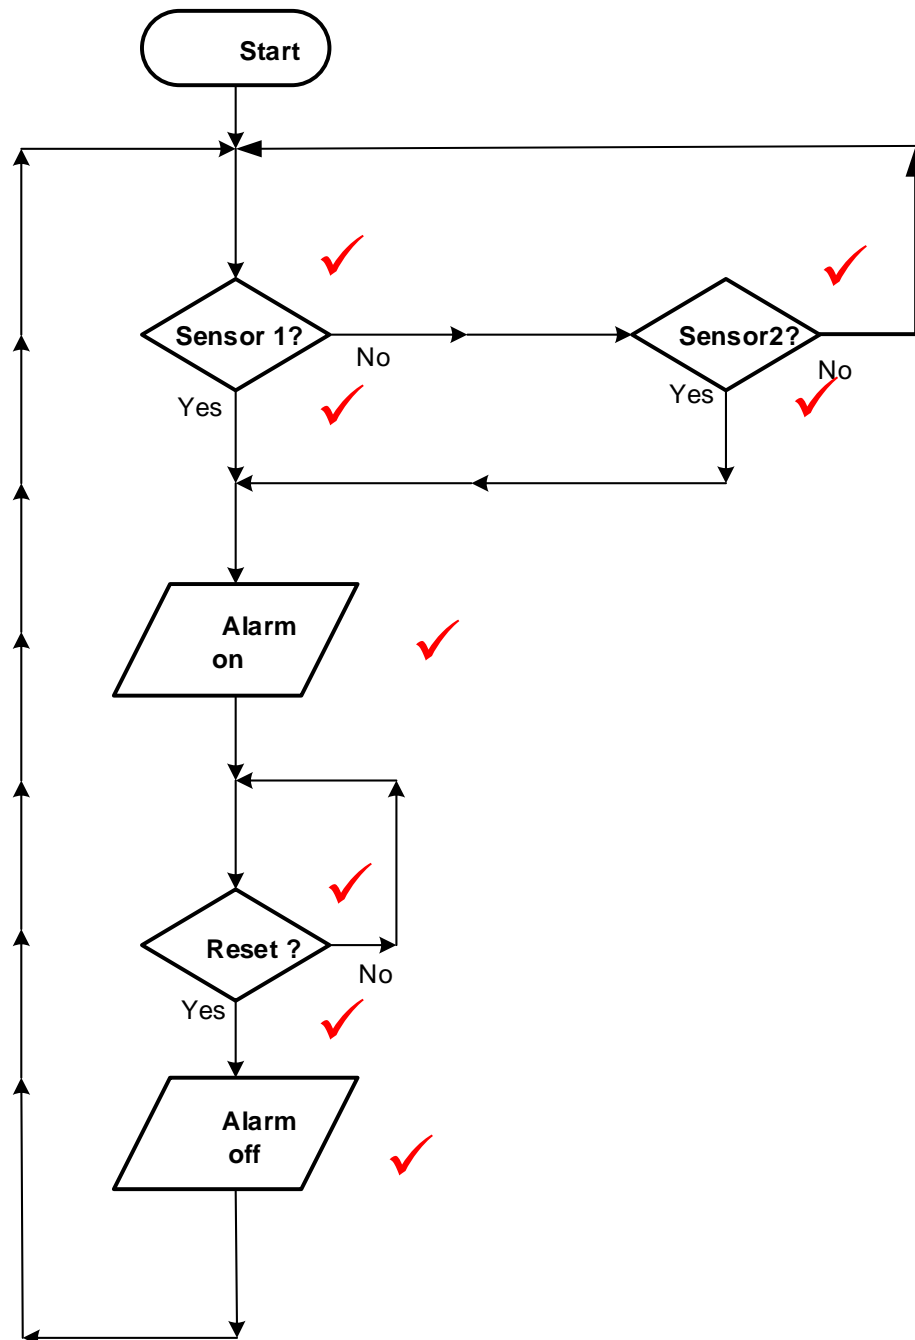 Start
Sensor 1?
No
Yes
Sensor2?
No
Yes
Alarm
on
Reset ?
No
Yes
Alarm
off